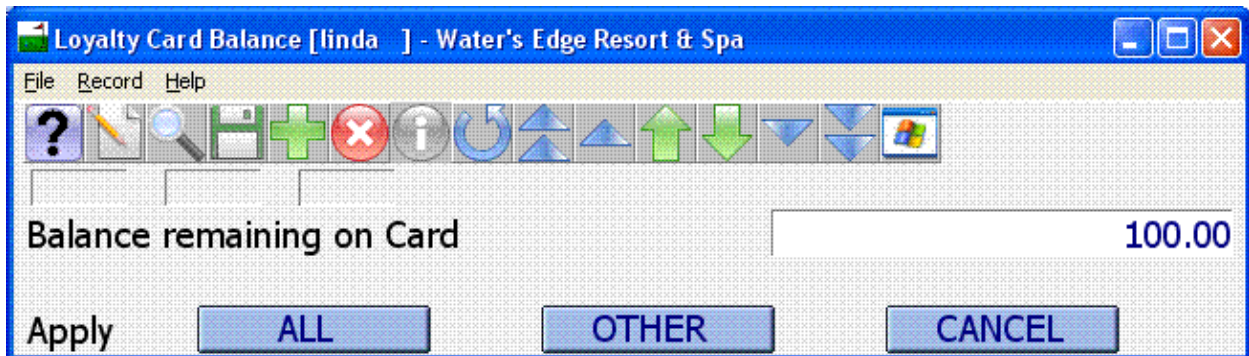 Loyalty Card Balance [linda   ] - Water's Edge Resort & Spa
File Record Help
?
Balance remaining on Card 100.00
Apply ALL OTHER CANCEL